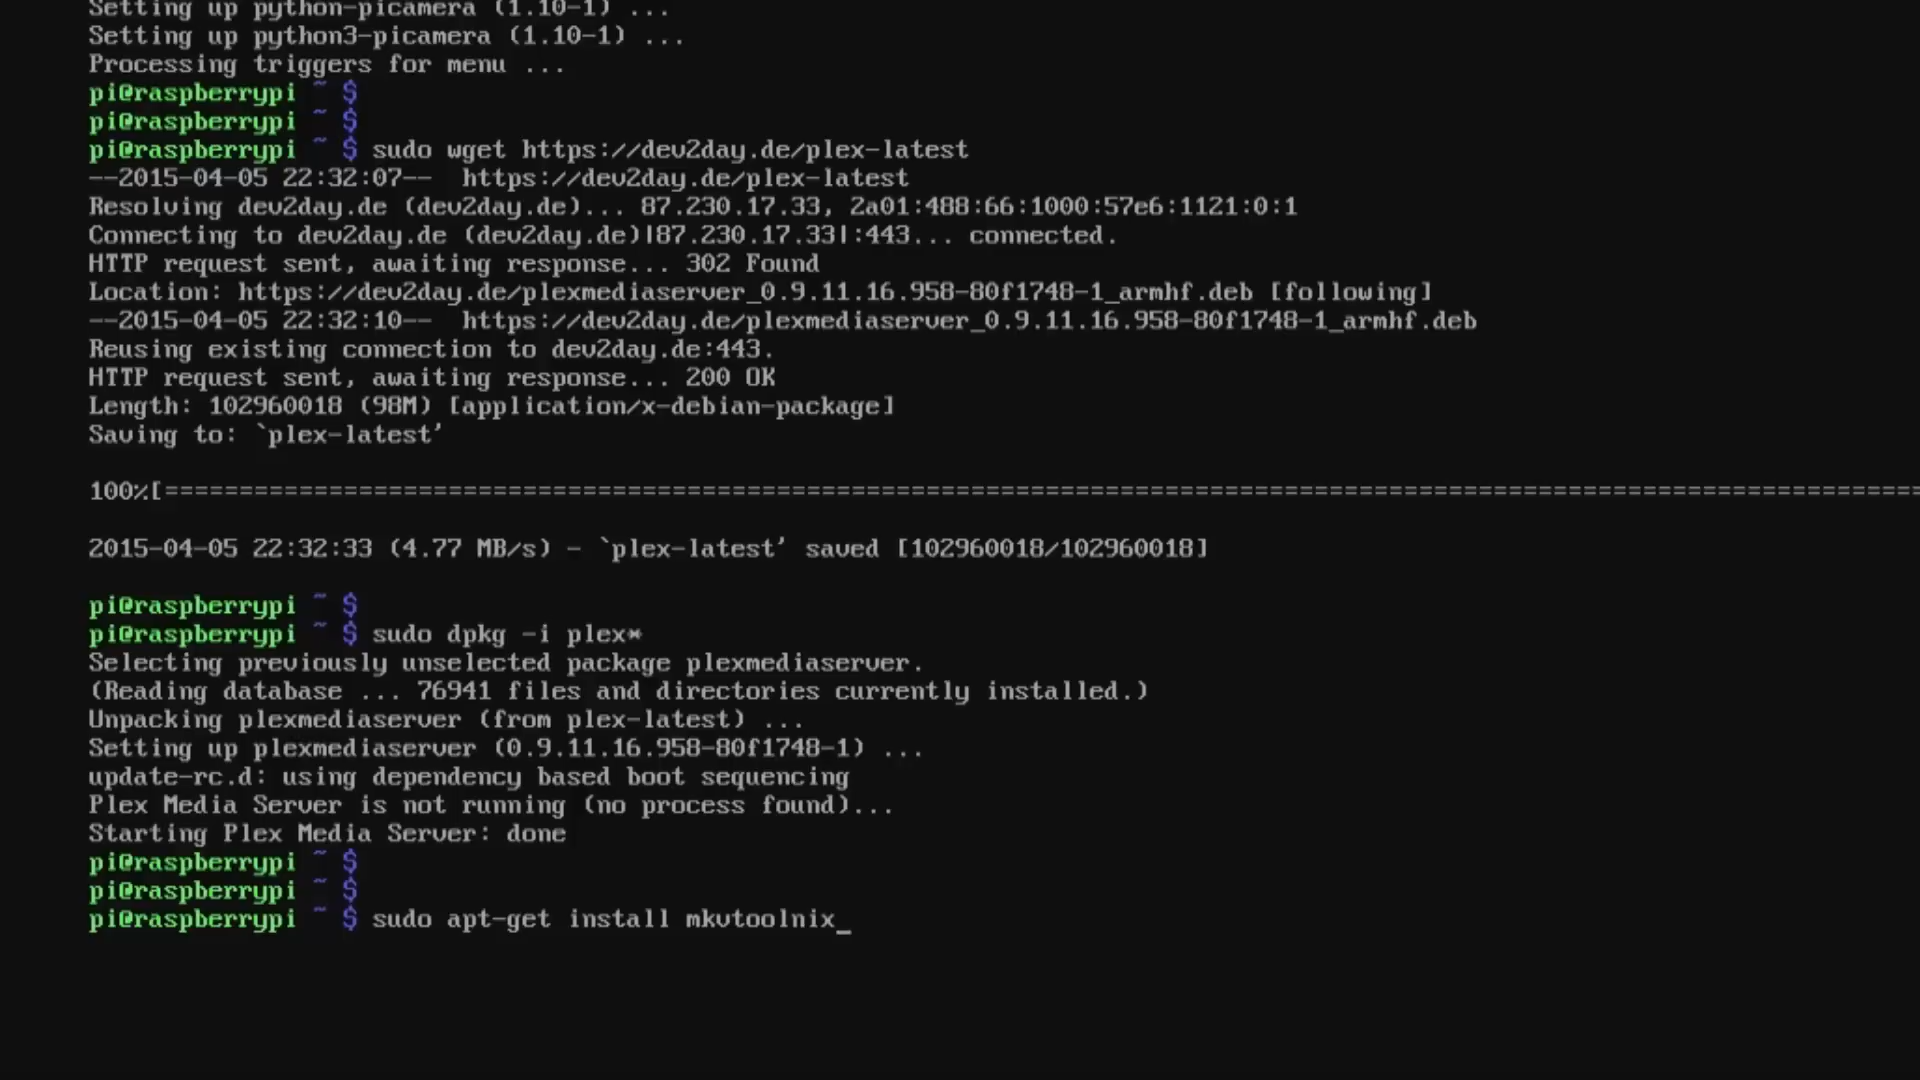 Setting up python-picamera (1.10-1) ...
Setting up python3-picamera (1.10-1) ...
Processing triggers for menu ...
pi@raspberrypi ~ $
pi@raspberrypi ~ $
pi@raspberrypi ~ $ sudo wget https://dev2day.de/plex-latest
--2015-04-05 22:32:07--  https://dev2day.de/plex-latest
Resolving dev2day.de (dev2day.de)... 87.230.17.33, 2a01:488:66:1000:57e6:1121:0:1
Connecting to dev2day.de (dev2day.de)|87.230.17.33|:443... connected.
HTTP request sent, awaiting response... 302 Found
Location: https://dev2day.de/plexmediaserver_0.9.11.16.958-80f1748-1_armhf.deb [following]
--2015-04-05 22:32:10--  https://dev2day.de/plexmediaserver_0.9.11.16.958-80f1748-1_armhf.deb
Reusing existing connection to dev2day.de:443.
HTTP request sent, awaiting response... 200 OK
Length: 102960018 (98M) [application/x-debian-package]
Saving to: `plex-latest'
100%[======================================================================================================================
2015-04-05 22:32:33 (4.77 MB/s) - `plex-latest' saved [102960018/102960018]
pi@raspberrypi ~ $
pi@raspberrypi ~ $ sudo dpkg -i plex*
Selecting previously unselected package plexmediaserver.
(Reading database ... 76941 files and directories currently installed.)
Unpacking plexmediaserver (from plex-latest) ...
Setting up plexmediaserver (0.9.11.16.958-80f1748-1) ...
update-rc.d: using dependency based boot sequencing
Plex Media Server is not running (no process found)...
Starting Plex Media Server: done
pi@raspberrypi ~ $
pi@raspberrypi ~ $
pi@raspberrypi ~ $ sudo apt-get install mkvtoolnix_